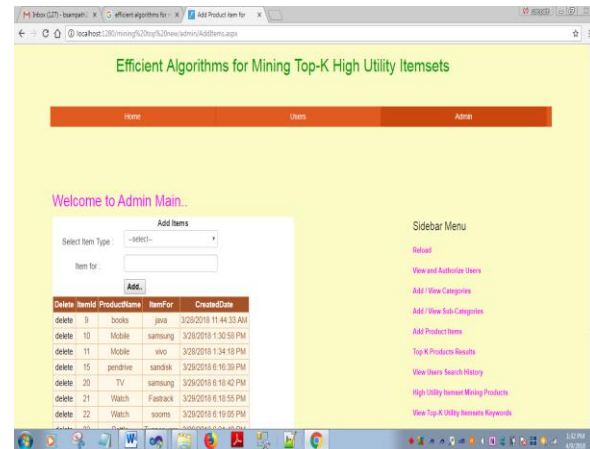 Inbox (127) - bsampath.
efficient algorithms for
Add Product item for
localhost:1280/mining%20top%20new/admin/AddItems.aspx
Efficient Algorithms for Mining Top-K High Utility Itemsets
Home Users Admin
Welcome to Admin Main..
Add Items
Select Item Type : --select--
Item for :
Add..
Delete ItemId ProductName ItemFor CreatedDate
delete 9 books java 3/28/2018 11:44:33 AM
delete 10 Mobile samsung 3/28/2018 1:30:58 PM
delete 11 Mobile vivo 3/28/2018 1:34:18 PM
delete 15 pendrive sandisk 3/29/2018 6:16:39 PM
delete 20 TV samsung 3/29/2018 6:18:42 PM
delete 21 Watch Fastrack 3/29/2018 6:18:55 PM
delete 22 Watch sooms 3/29/2018 6:19:05 PM
Sidebar Menu
Reload
View and Authorize Users
Add / View Categories
Add / View Sub-Categories
Add Product Items
Top K Products Results
View Users Search History
High Utility Itemset Mining Products
View Top-K Utility Itemsets Keywords
1:32 PM
4/9/2018